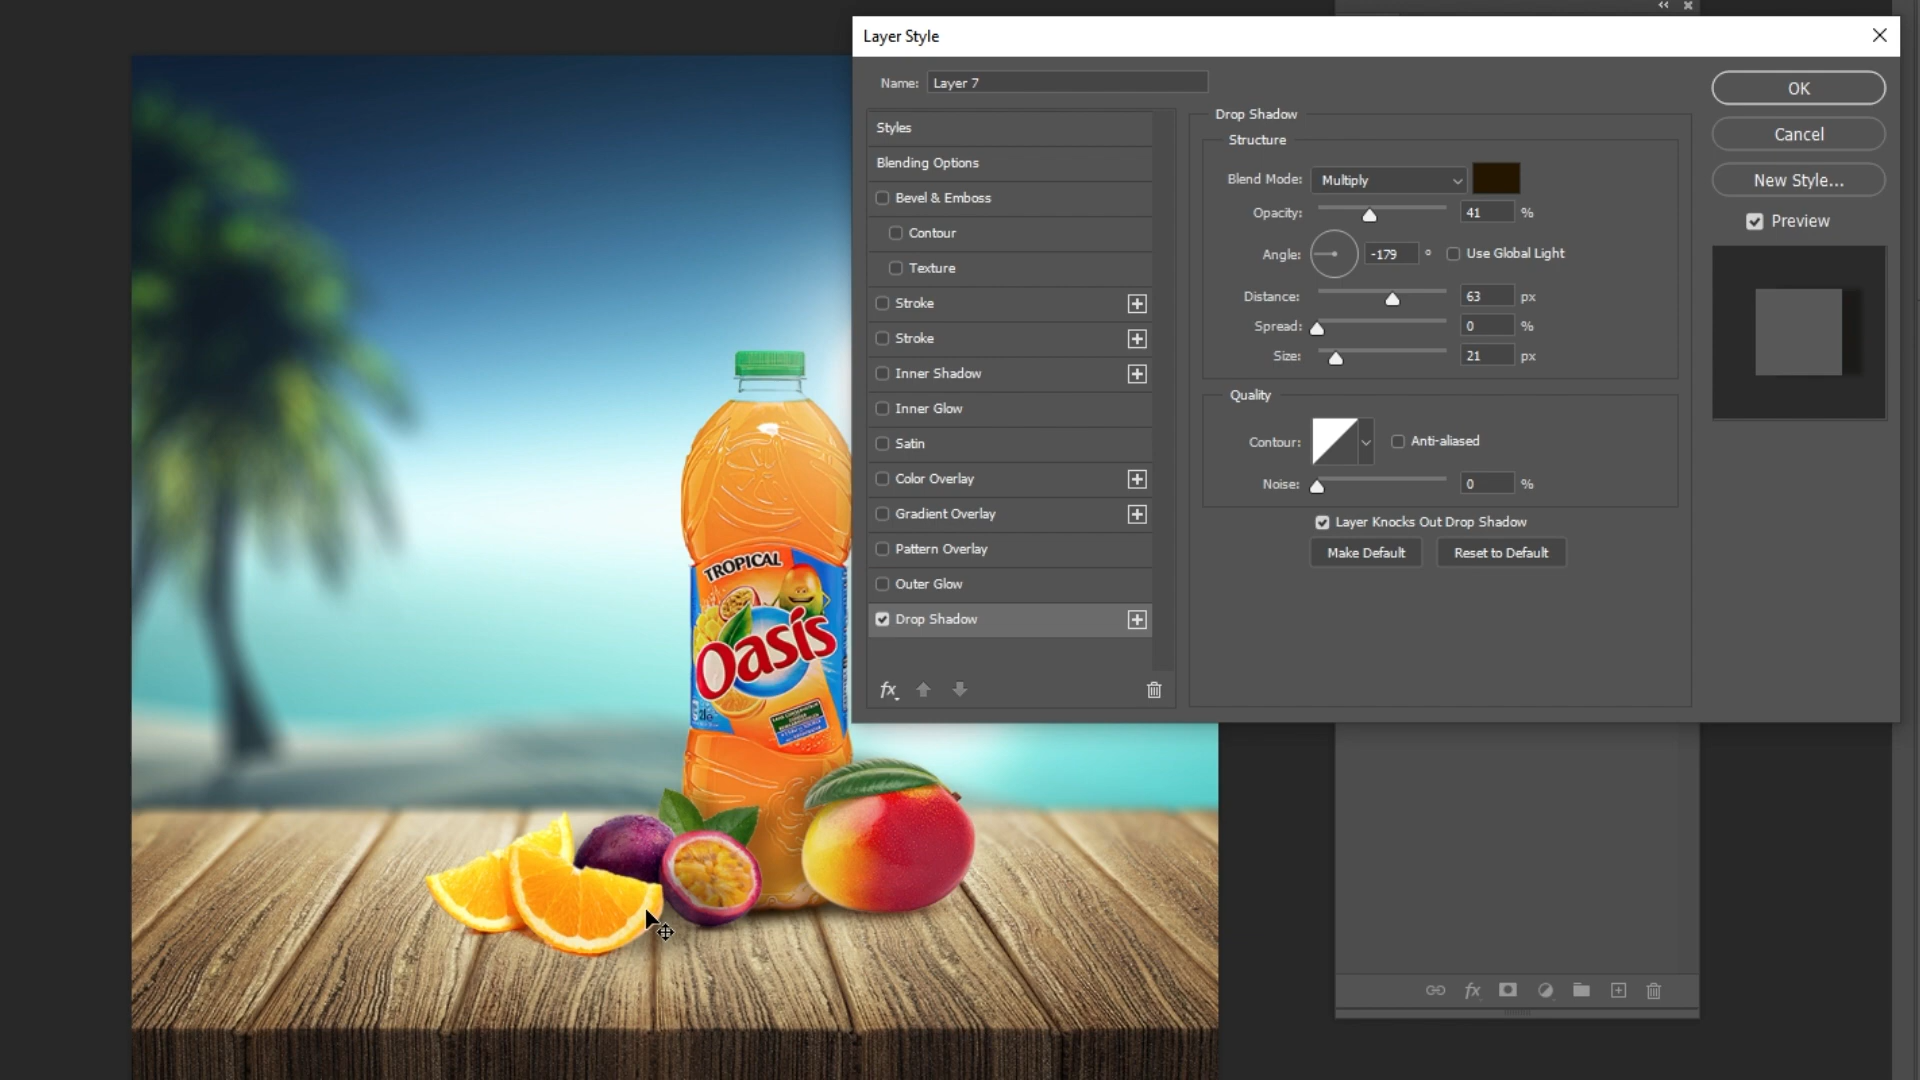 Layer Style
Name: Layer 7
OK
Cancel
New Style...
Preview
Styles
Blending Options
Bevel & Emboss
Contour
Texture
Stroke
Stroke
Inner Shadow
Inner Glow
Satin
Color Overlay
Gradient Overlay
Pattern Overlay
Outer Glow
Drop Shadow
fx
Drop Shadow
Structure
Blend Mode: Multiply
Opacity: 41 %
Angle: -179 ° Use Global Light
Distance: 63 px
Spread: 0 %
Size: 21 px
Quality
Contour: Anti-aliased
Noise: 0 %
Layer Knocks Out Drop Shadow
Make Default Reset to Default
TROPICAL
Oasis
fx